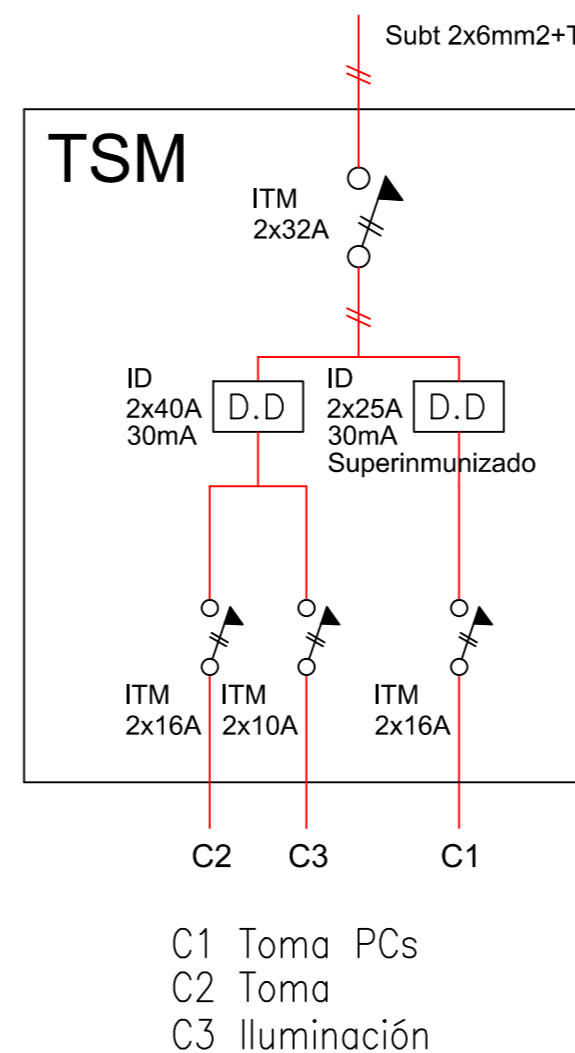 Subt 2x6mm2+T
TSM
ITM
2x32A
ID
2x40A
30mA
D.D
ID
2x25A
30mA
Superinmunizado
D.D
ITM
2x16A
ITM
2x10A
ITM
2x16A
C2
C3
C1
C1 Toma PCs
C2 Toma
C3 Iluminación